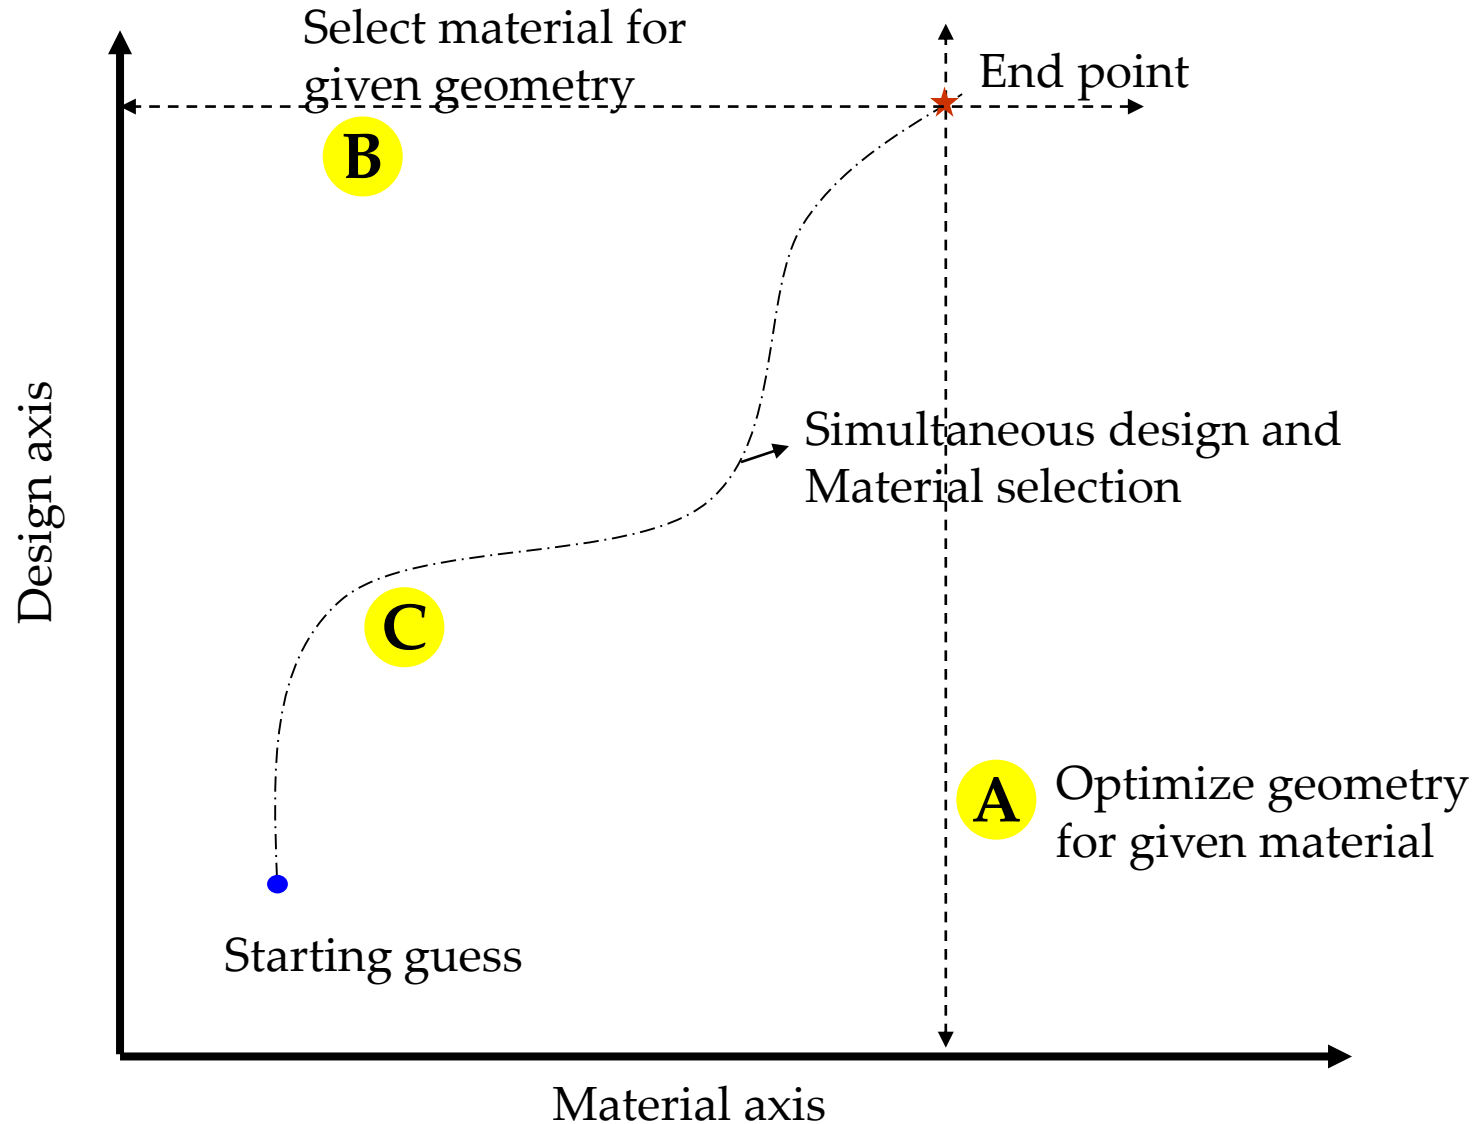 Select material for
given geometry
End point
B
Design axis
Simultaneous design and
Material selection
C
A
Optimize geometry
for given material
Starting guess
Material axis